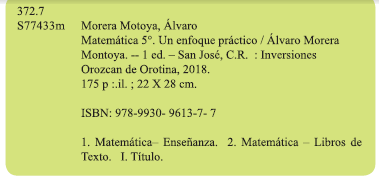 372.7
S77433m Morera Motoya, Álvaro
Matemática 5°. Un enfoque práctico / Álvaro Morera
Montoya. -- 1 ed. – San José, C.R. : Inversiones
Orozcan de Orotina, 2018.
175 p :.il. ; 22 X 28 cm.
ISBN: 978-9930- 9613-7- 7
1. Matemática– Enseñanza. 2. Matemática – Libros de
Texto. I. Título.